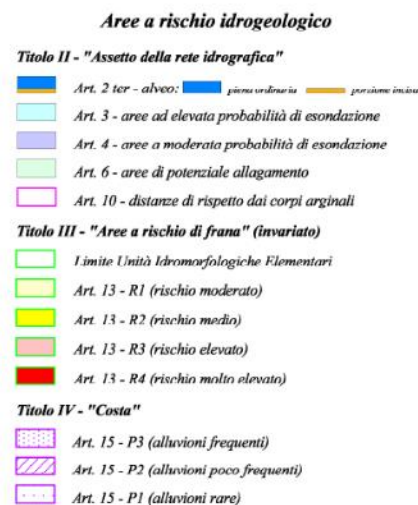 Aree a rischio idrogeologico
Titolo II - "Assetto della rete idrografica"
Art. 2 ter - alveo: piena ordinaria porzione incisa
Art. 3 - aree ad elevata probabilità di esondazione
Art. 4 - aree a moderata probabilità di esondazione
Art. 6 - aree di potenziale allagamento
Art. 10 - distanze di rispetto dai corpi arginali
Titolo III - "Aree a rischio di frana" (invariato)
Limite Unità Idromorfologiche Elementari
Art. 13 - R1 (rischio moderato)
Art. 13 - R2 (rischio medio)
Art. 13 - R3 (rischio elevato)
Art. 13 - R4 (rischio molto elevato)
Titolo IV - "Costa"
Art. 15 - P3 (alluvioni frequenti)
Art. 15 - P2 (alluvioni poco frequenti)
Art. 15 - P1 (alluvioni rare)